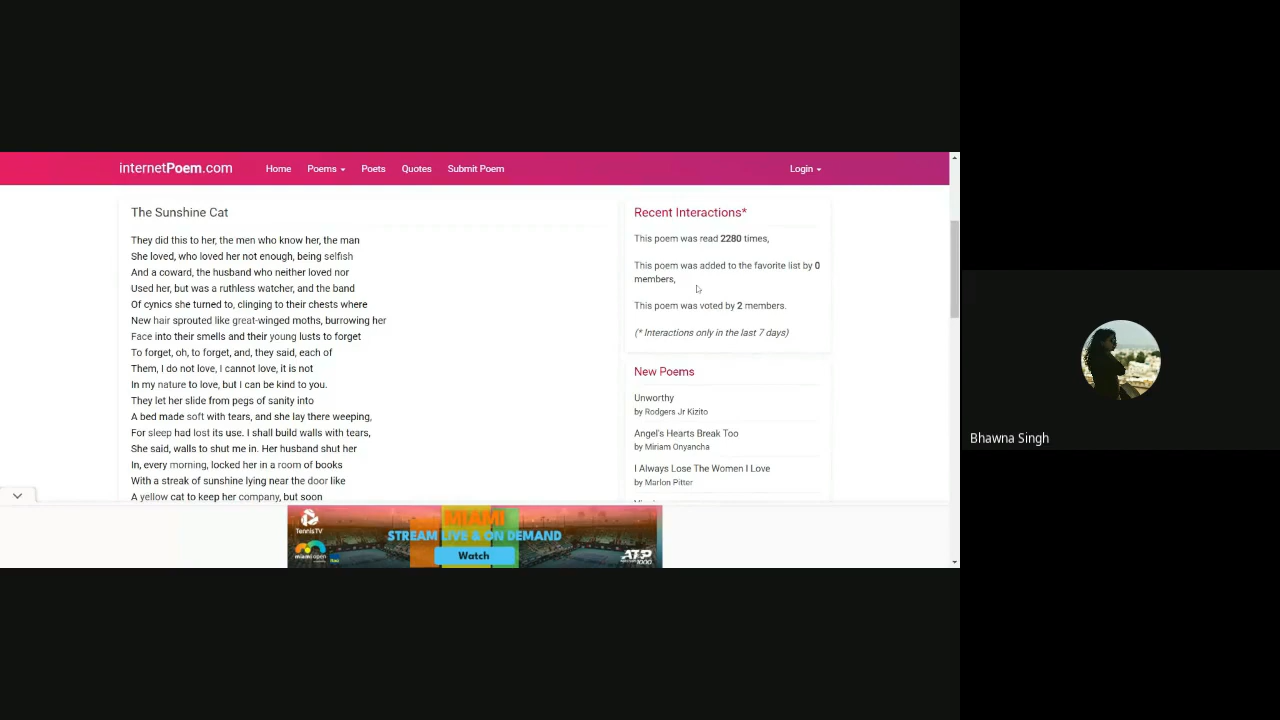 internetPoem.com
Home
Poems
Poets
Quotes
Submit Poem
Login
The Sunshine Cat
They did this to her, the men who know her, the man
She loved, who loved her not enough, being selfish
And a coward, the husband who neither loved nor
Used her, but was a ruthless watcher, and the band
Of cynics she turned to, clinging to their chests where
New hair sprouted like great-winged moths, burrowing her
Face into their smells and their young lusts to forget
To forget, oh, to forget, and, they said, each of
Them, I do not love, I cannot love, it is not
In my nature to love, but I can be kind to you.
They let her slide from pegs of sanity into
A bed made soft with tears, and she lay there weeping,
For sleep had lost its use. I shall build walls with tears,
She said, walls to shut me in. Her husband shut her
In, every morning, locked her in a room of books
With a streak of sunshine lying near the door like
A yellow cat to keep her company, but soon
Recent Interactions*
This poem was read 2280 times,
This poem was added to the favorite list by 0
members,
This poem was voted by 2 members.
(* Interactions only in the last 7 days)
New Poems
Unworthy
by Rodgers Jr Kizito
Angel's Hearts Break Too
by Miriam Onyancha
I Always Lose The Women I Love
by Marlon Pitter
TennisTV
miami open
MIAMI
STREAM LIVE & ON DEMAND
Watch
ATP
1000
Bhawna Singh